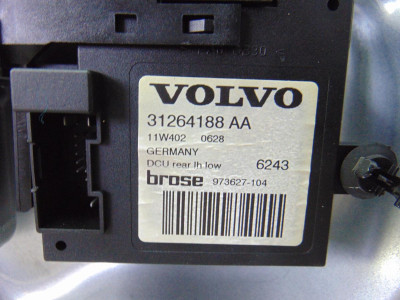 VOLVO
31264188 AA
11W402 0628
GERMANY
DCU rear lh low 6243
brose 973627-104